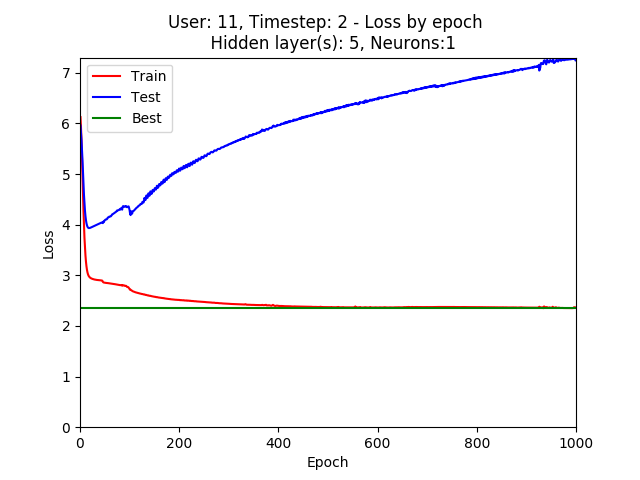 User: 11, Timestep: 2 - Loss by epoch
Hidden layer(s): 5, Neurons:1
Train
Test
Best
7
6
5
4
3
2
1
0
Loss
0 200 400 600 800 1000
Epoch